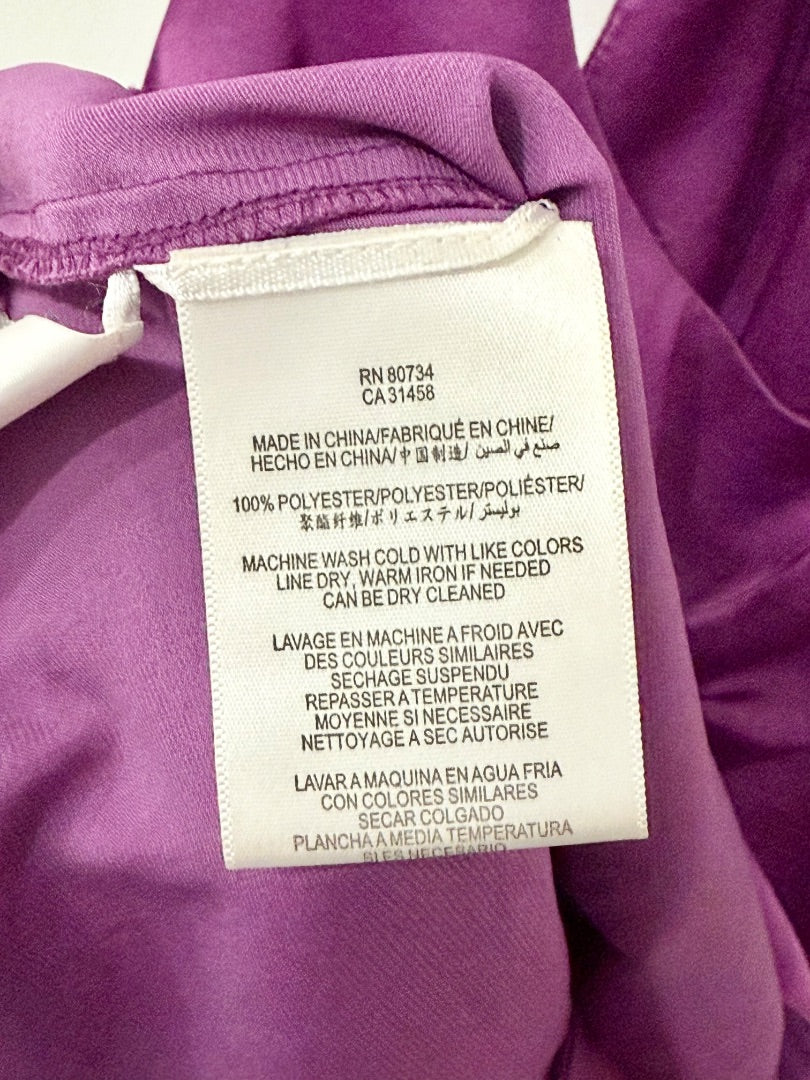 RN 80734
CA 31458
MADE IN CHINA/FABRIQUÉ EN CHINE/
HECHO EN CHINA/中国制造/ صنع في الصين
100% POLYESTER/POLYESTER/POLIÉSTER/
聚酯纤维/ポリエステル/ بوليستر
MACHINE WASH COLD WITH LIKE COLORS
LINE DRY, WARM IRON IF NEEDED
CAN BE DRY CLEANED
LAVAGE EN MACHINE A FROID AVEC
DES COULEURS SIMILAIRES
SECHAGE SUSPENDU
REPASSER A TEMPERATURE
MOYENNE SI NECESSAIRE
NETTOYAGE A SEC AUTORISE
LAVAR A MAQUINA EN AGUA FRIA
CON COLORES SIMILARES
SECAR COLGADO
PLANCHA A MEDIA TEMPERATURA
NECESARIO